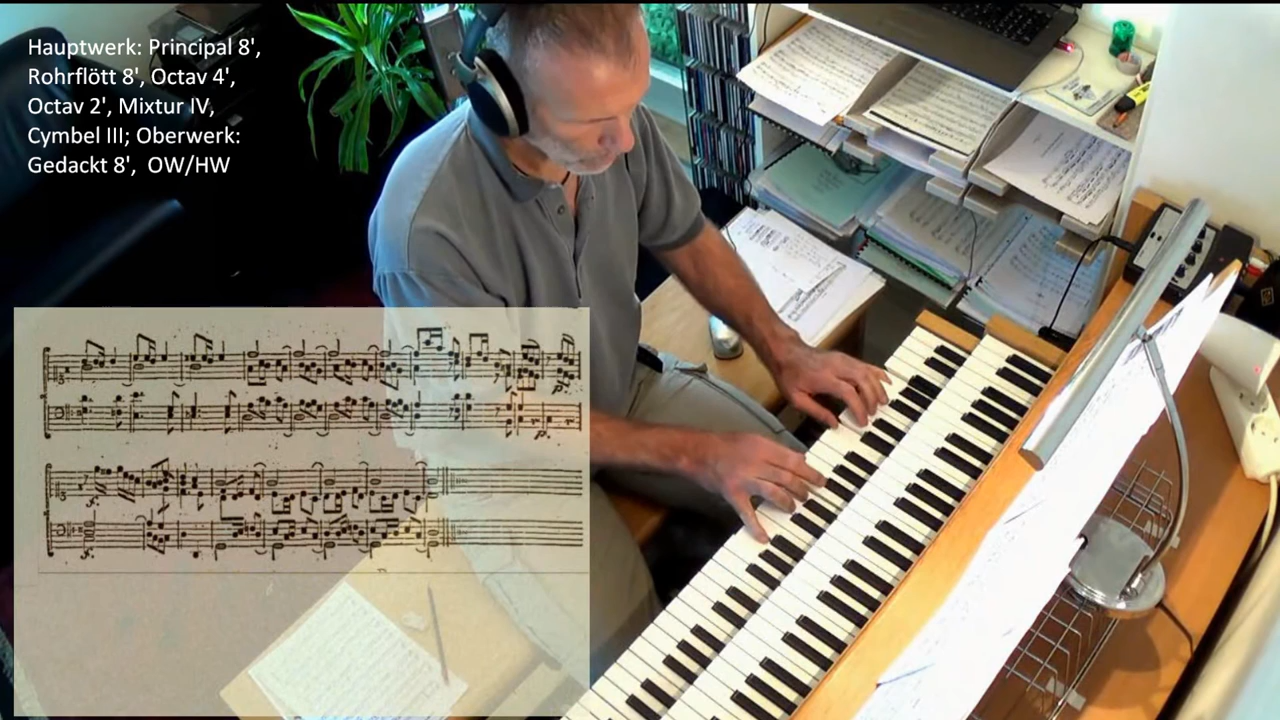 Hauptwerk: Principal 8',
Rohrflött 8', Octav 4',
Octav 2', Mixtur IV,
Cymbel III; Oberwerk:
Gedackt 8',  OW/HW